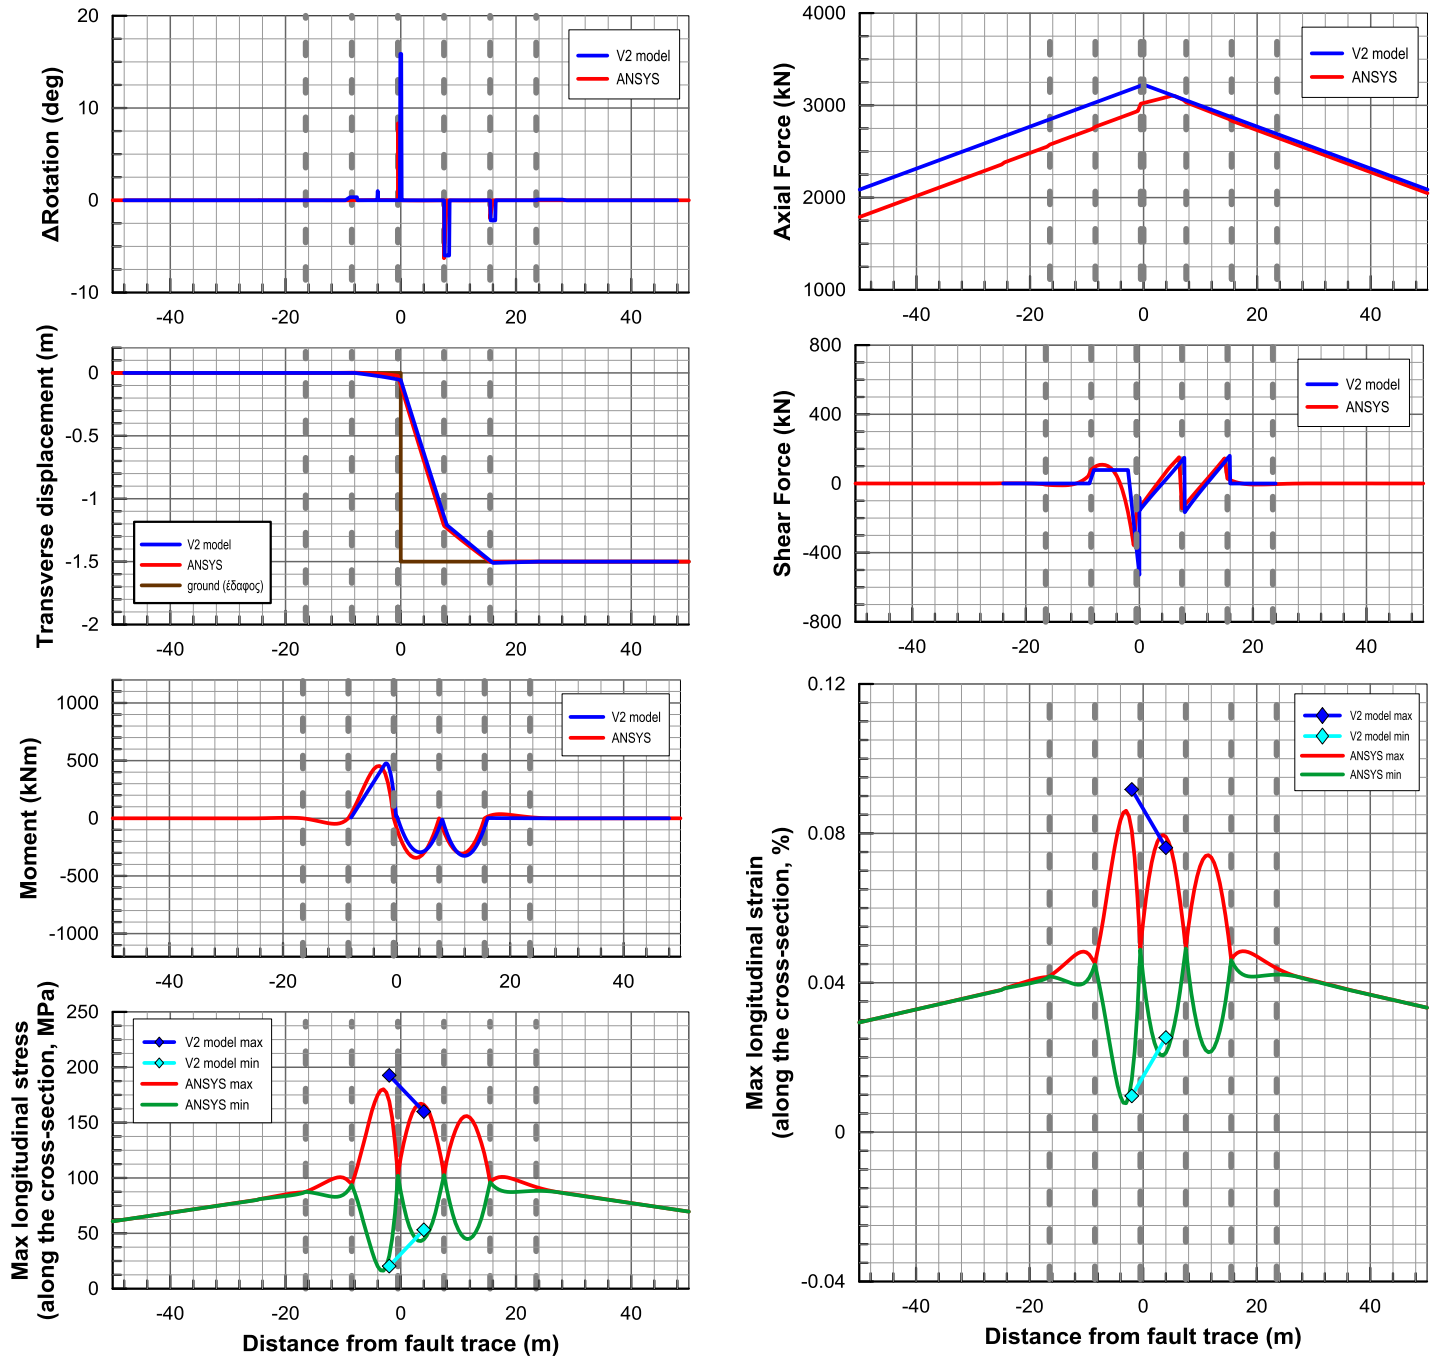 ΔRotation (deg)
20
10
0
-10
-40
-20
0
20
40
V2 model
ANSYS
Transverse displacement (m)
0
-0.5
-1
-1.5
-2
-40
-20
0
20
40
V2 model
ANSYS
ground (έδαφος)
Moment (kNm)
1000
500
0
-500
-1000
-40
-20
0
20
40
V2 model
ANSYS
Max longitudinal stress
(along the cross-section, MPa)
250
200
150
100
50
0
-40
-20
0
20
40
V2 model max
V2 model min
ANSYS max
ANSYS min
Distance from fault trace (m)
Axial Force (kN)
4000
3000
2000
1000
-40
-20
0
20
40
V2 model
ANSYS
Shear Force (kN)
800
400
0
-400
-800
-40
-20
0
20
40
V2 model
ANSYS
Max longitudinal strain
(along the cross-section, %)
0.12
0.08
0.04
0
-0.04
-40
-20
0
20
40
V2 model max
V2 model min
ANSYS max
ANSYS min
Distance from fault trace (m)